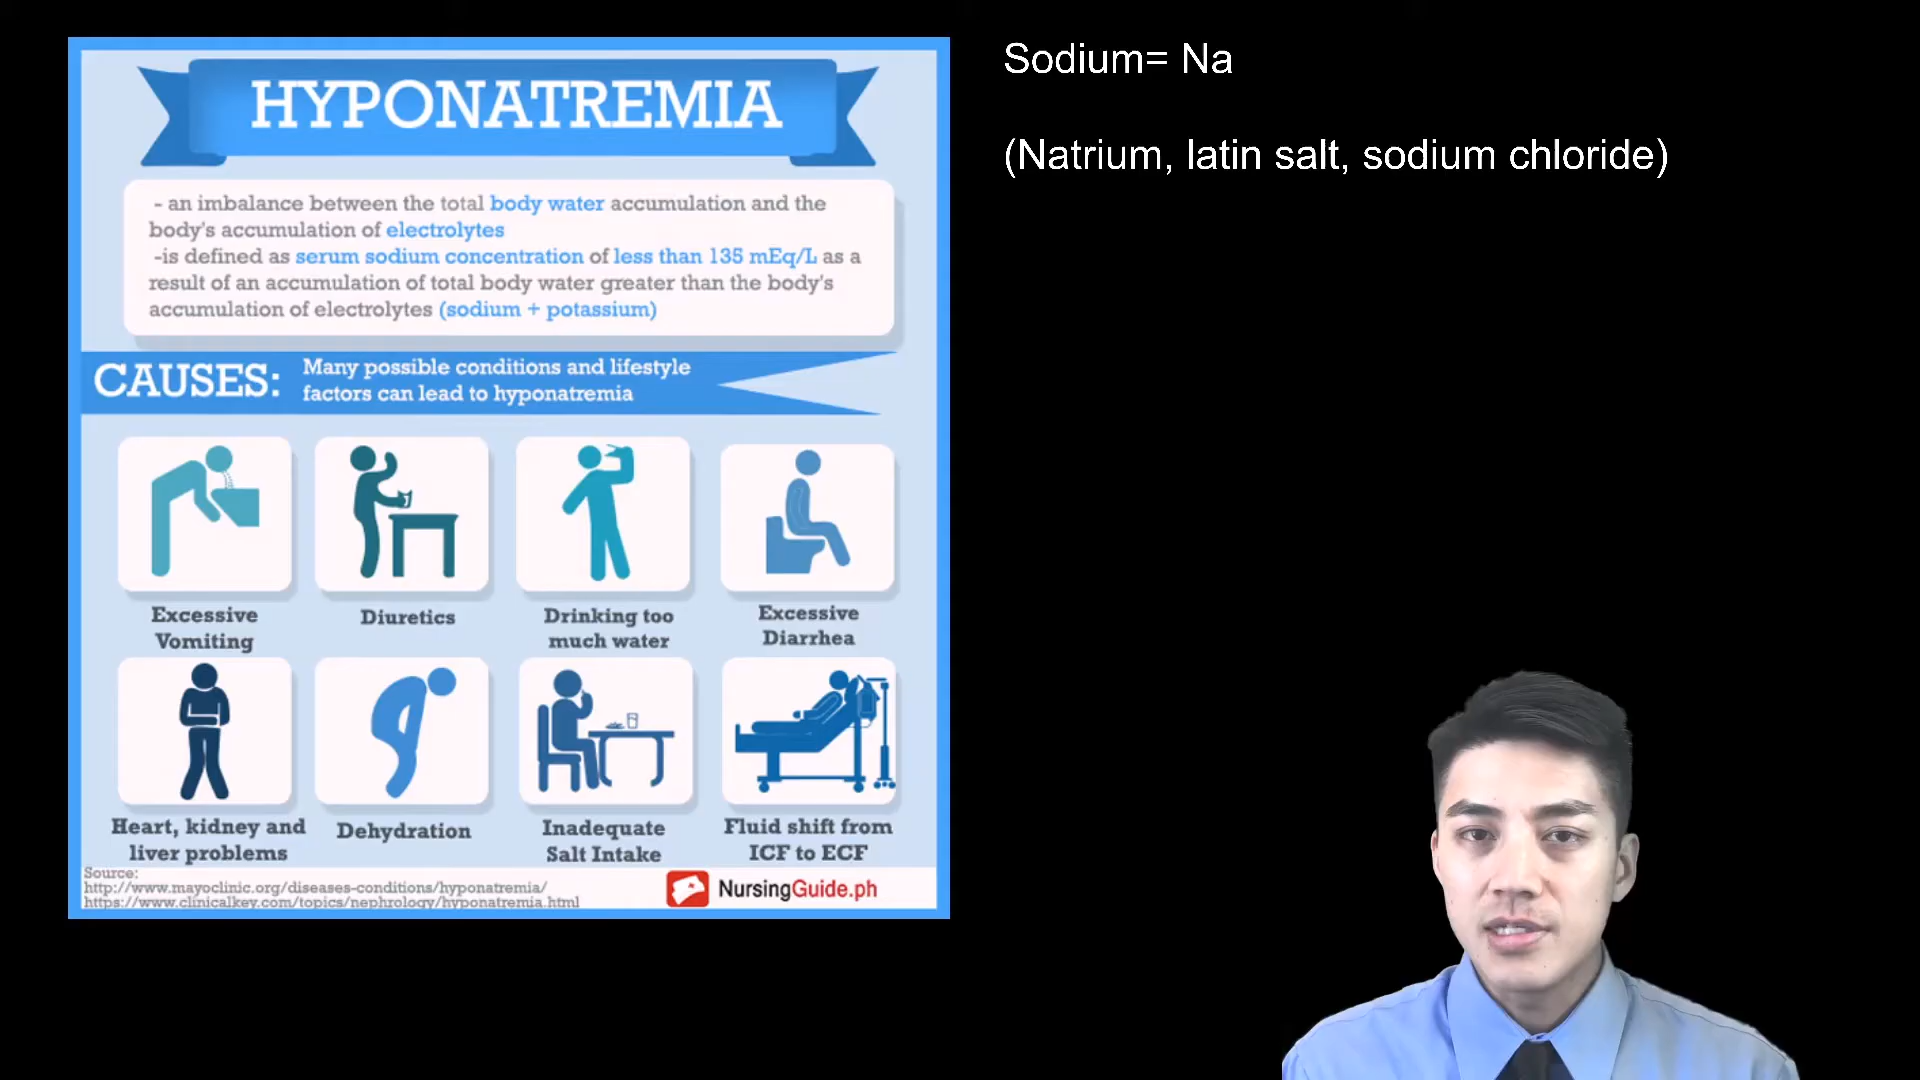 HYPONATREMIA
- an imbalance between the total body water accumulation and the
body's accumulation of electrolytes
-is defined as serum sodium concentration of less than 135 mEq/L as a
result of an accumulation of total body water greater than the body's
accumulation of electrolytes (sodium + potassium)
CAUSES:
Many possible conditions and lifestyle
factors can lead to hyponatremia
Excessive
Vomiting
Diuretics
Drinking too
much water
Excessive
Diarrhea
Heart, kidney and
liver problems
Dehydration
Inadequate
Salt Intake
Fluid shift from
ICF to ECF
Source:
http://www.mayoclinic.org/diseases-conditions/hyponatremia/
https://www.clinicalkey.com/topics/nephrology/hyponatremia.html
NursingGuide.ph
Sodium= Na
(Natrium, latin salt, sodium chloride)